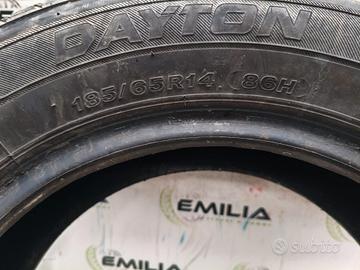 DAYTON
185/65R14 (86H)
EMILIA
EMILIA
subito